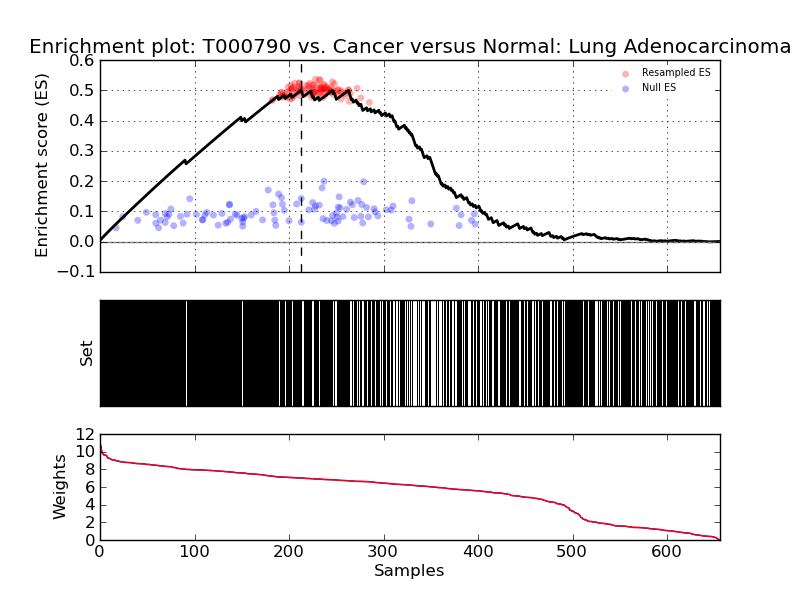 Enrichment plot: T000790 vs. Cancer versus Normal: Lung Adenocarcinoma
0.6
0.5
0.4
0.3
0.2
0.1
0.0
−0.1
Enrichment score (ES)
Resampled ES
Null ES
Set
12
10
8
6
4
2
0
Weights
0 100 200 300 400 500 600
Samples